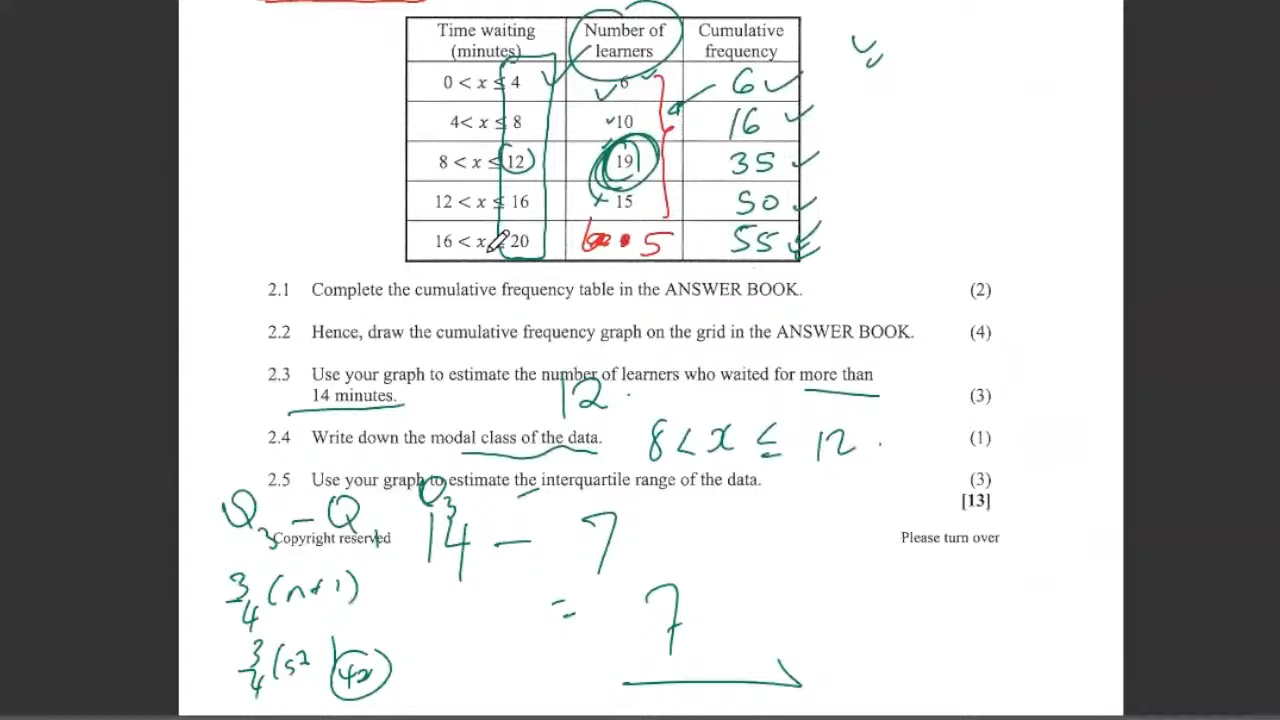 Time waiting (minutes) Number of learners Cumulative frequency
0 < x ≤ 4 6 6
4< x ≤ 8 10 16
8 < x ≤ 12 19 35
12 < x ≤ 16 15 50
16 < x 20 5 55
2.1 Complete the cumulative frequency table in the ANSWER BOOK. (2)
2.2 Hence, draw the cumulative frequency graph on the grid in the ANSWER BOOK. (4)
2.3 Use your graph to estimate the number of learners who waited for more than
14 minutes. 12. (3)
2.4 Write down the modal class of the data. 8 < x ≤ 12. (1)
2.5 Use your graph to estimate the interquartile range of the data. (3)
[13]
Q3 – Q1 Q3
14 – 7
Copyright reserved Please turn over
3/4 (n+1)
= 7
3/4 (